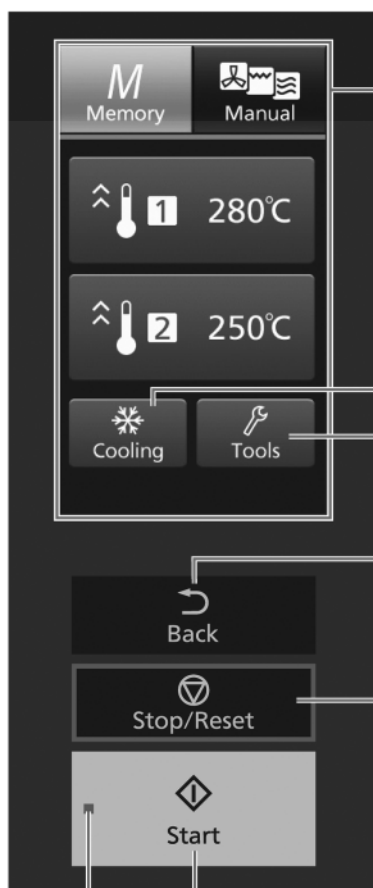 M
Memory
Manual
1 280℃
2 250℃
Cooling
Tools
Back
Stop/Reset
Start